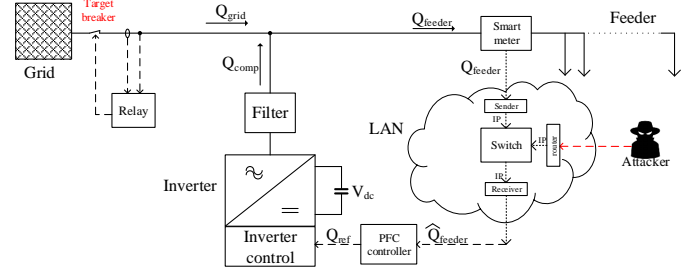 Target
breaker
Q_grid
Q_feeder
Smart
meter
Feeder
Grid
Q_comp
Q_feeder
Relay
Filter
LAN
Sender
IP
Switch
IP
router
Attacker
IP
Receiver
Inverter
V_dc
Inverter
control
Q_ref
PFC
controller
Q̂_feeder